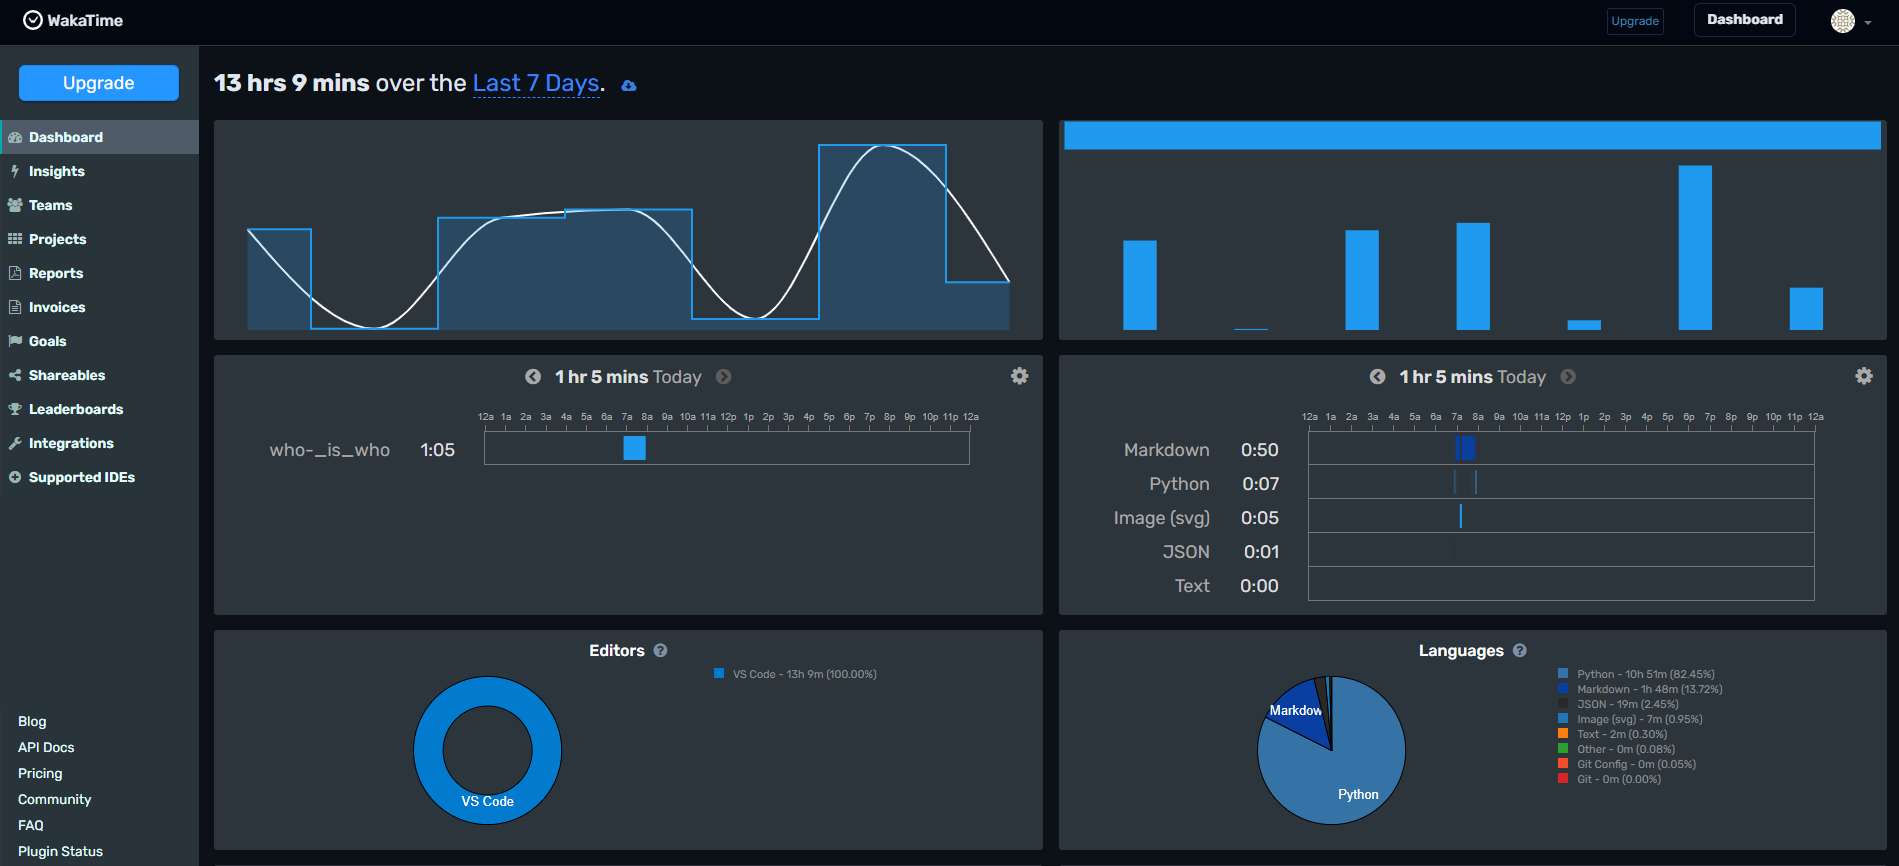 WakaTime
Upgrade
Dashboard
Upgrade
Dashboard
Insights
Teams
Projects
Reports
Invoices
Goals
Shareables
Leaderboards
Integrations
Supported IDEs
Blog
API Docs
Pricing
Community
FAQ
Plugin Status
13 hrs 9 mins over the Last 7 Days.
1 hr 5 mins Today
12a 1a 2a 3a 4a 5a 6a 7a 8a 9a 10a 11a 12p 1p 2p 3p 4p 5p 6p 7p 8p 9p 10p 11p 12a
who-_is_who 1:05
1 hr 5 mins Today
12a 1a 2a 3a 4a 5a 6a 7a 8a 9a 10a 11a 12p 1p 2p 3p 4p 5p 6p 7p 8p 9p 10p 11p 12a
Markdown 0:50
Python 0:07
Image (svg) 0:05
JSON 0:01
Text 0:00
Editors ?
VS Code - 13h 9m (100.00%)
VS Code
Languages ?
Python - 10h 51m (82.45%)
Markdown - 1h 48m (13.72%)
JSON - 19m (2.45%)
Image (svg) - 7m (0.95%)
Text - 2m (0.30%)
Other - 0m (0.08%)
Git Config - 0m (0.05%)
Git - 0m (0.00%)
Markdow
Python